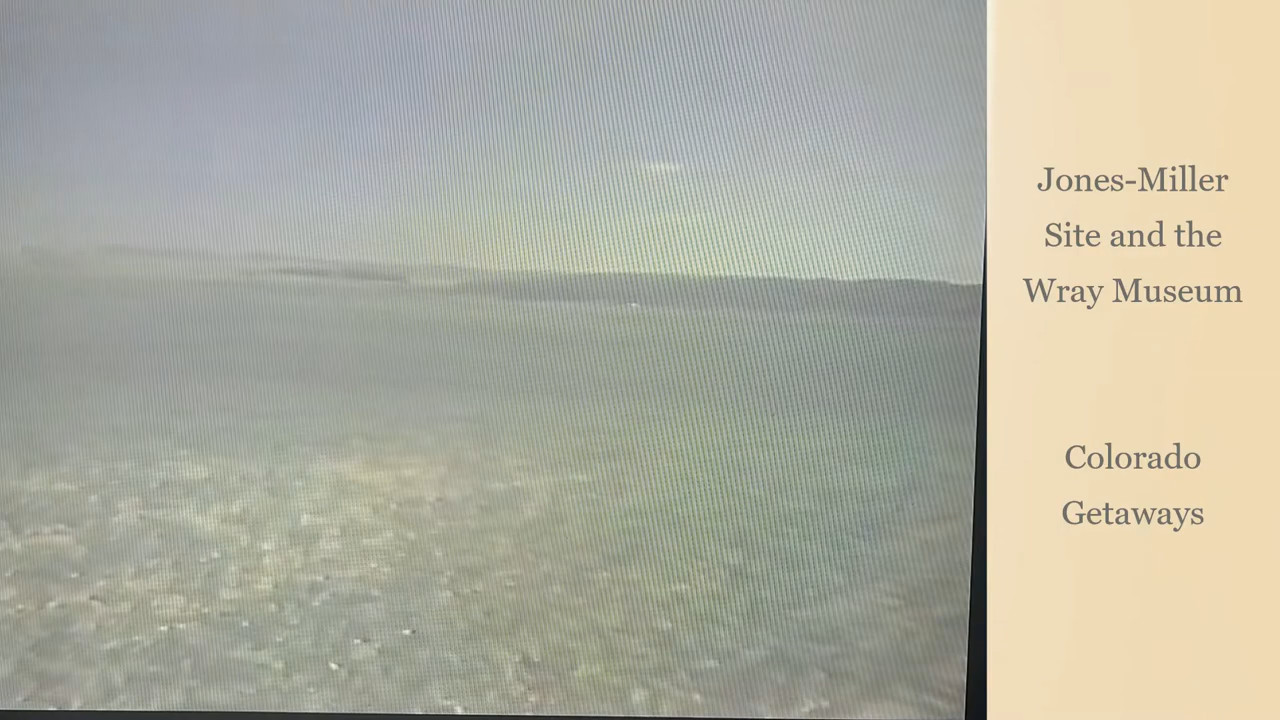 Jones-Miller
Site and the
Wray Museum
Colorado
Getaways